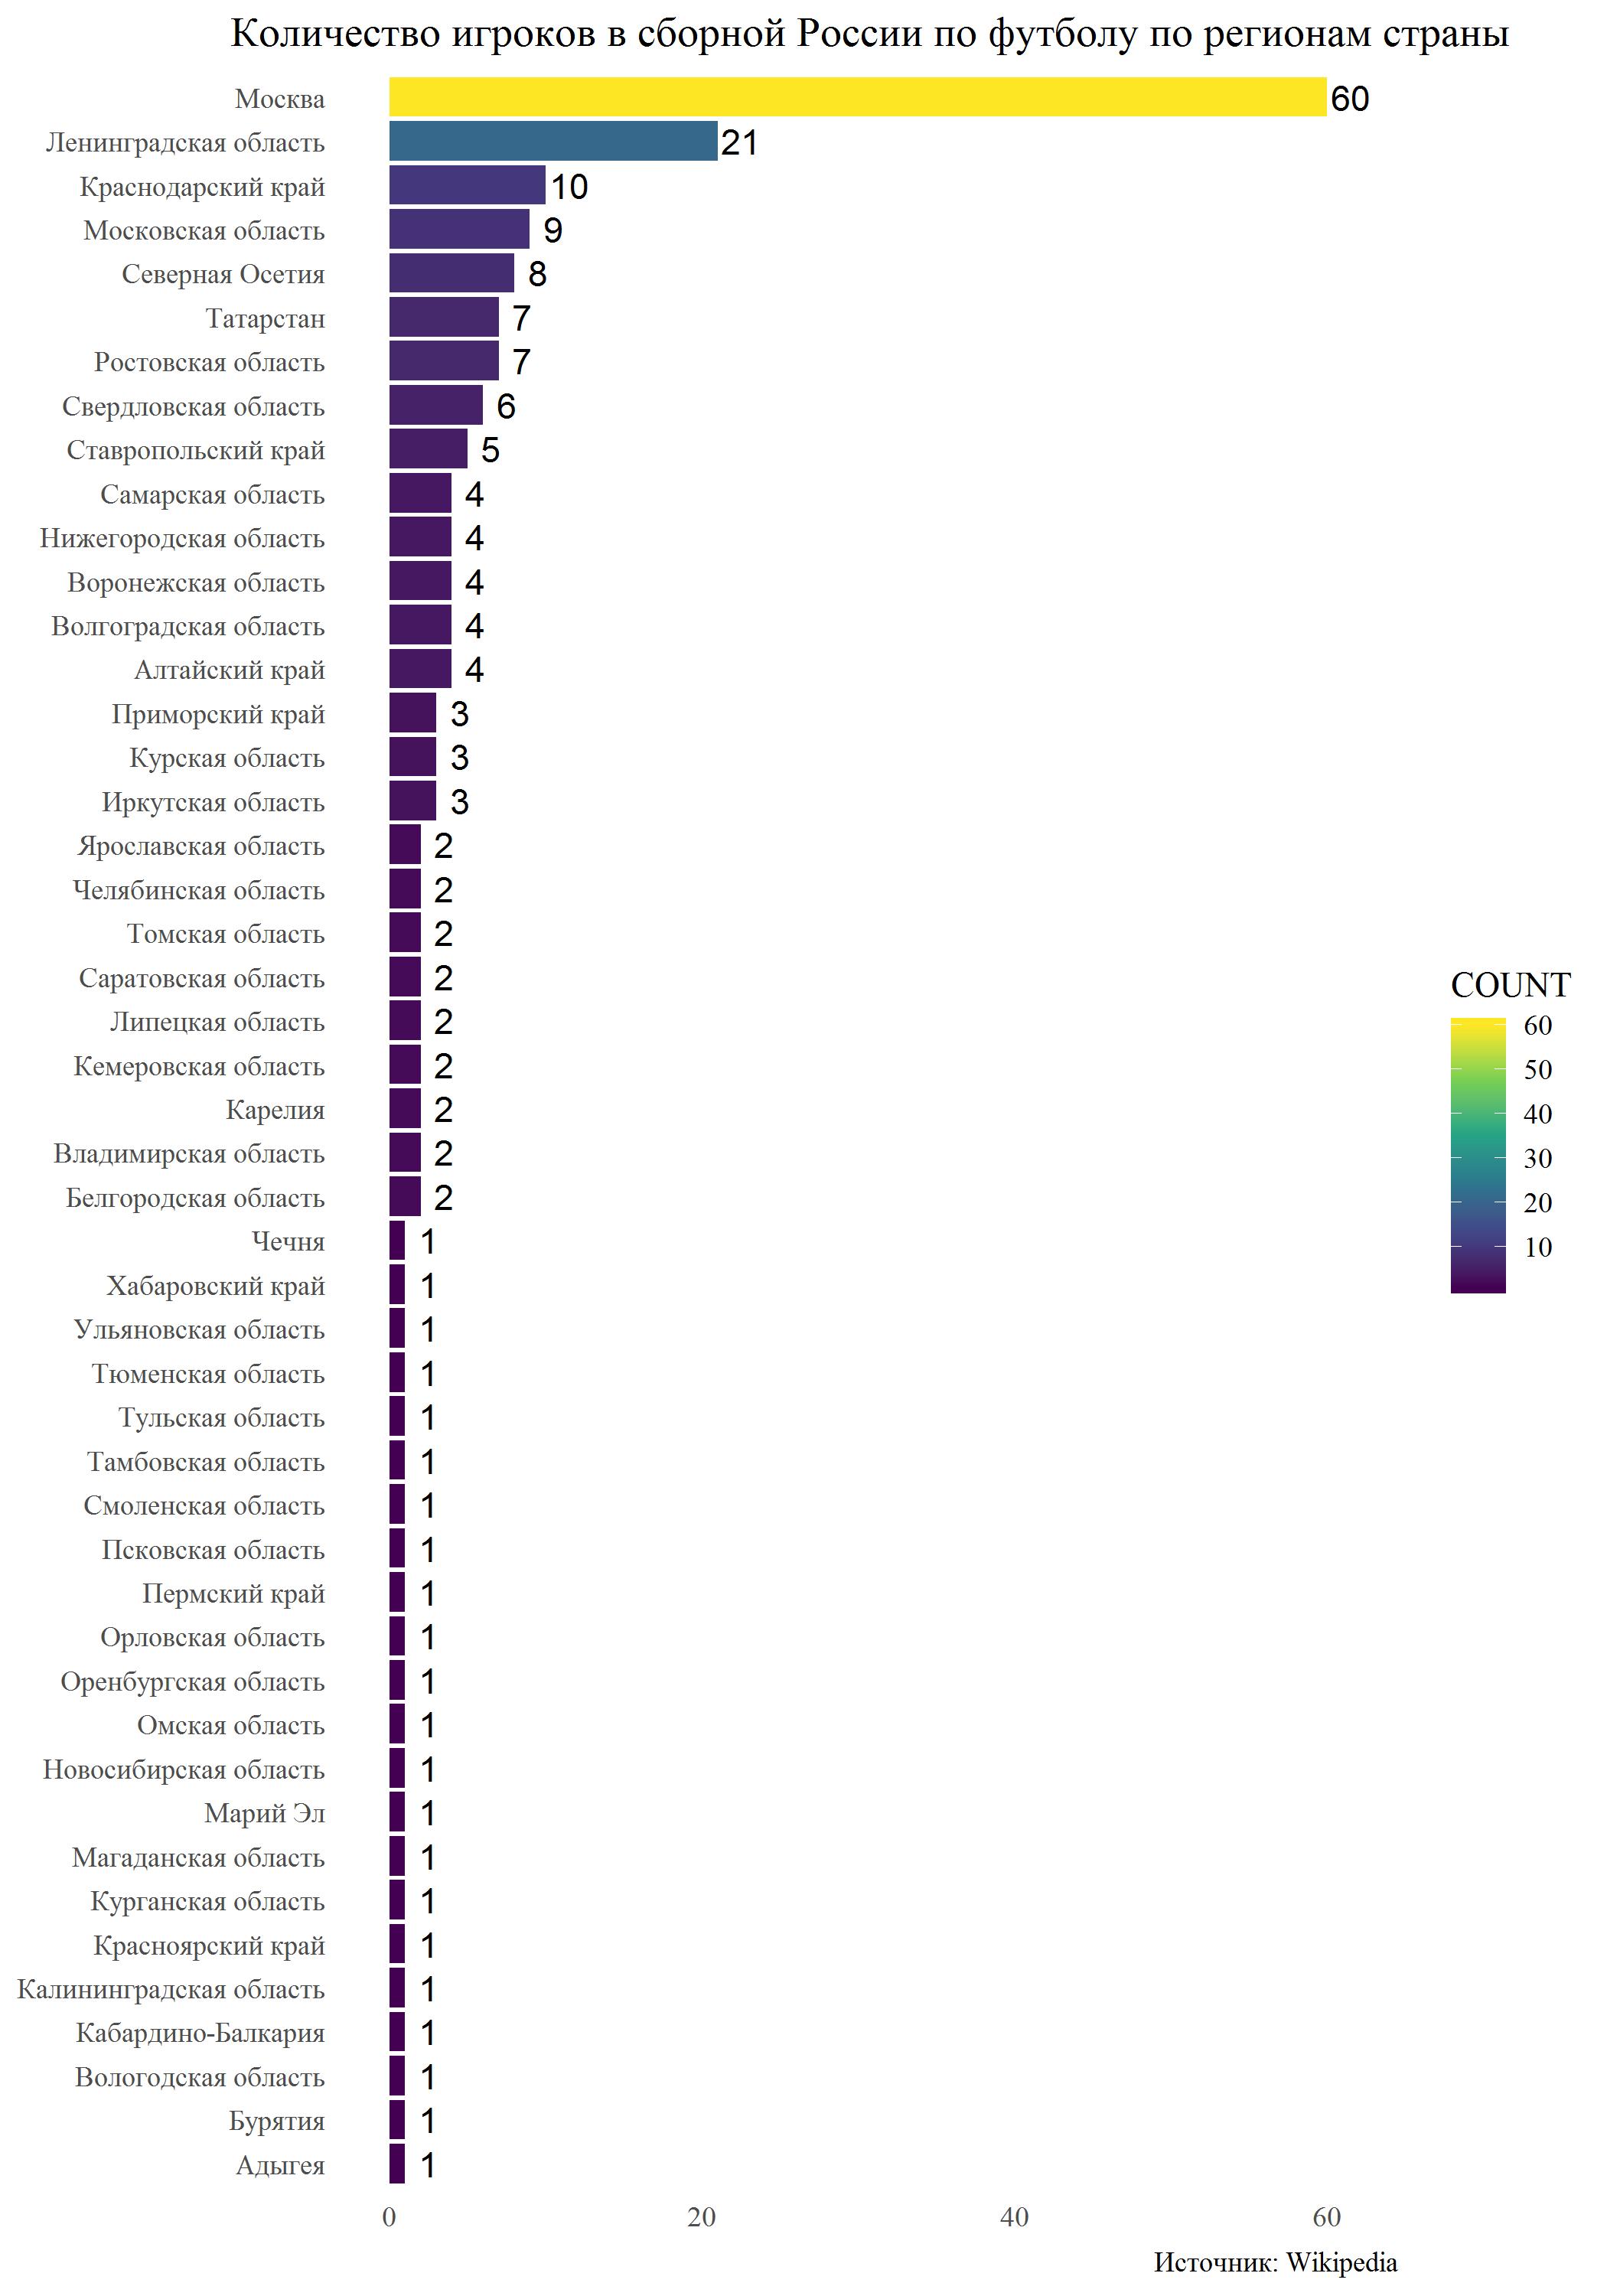 Количество игроков в сборной России по футболу по регионам страны
Москва 60
Ленинградская область 21
Краснодарский край 10
Московская область 9
Северная Осетия 8
Татарстан 7
Ростовская область 7
Свердловская область 6
Ставропольский край 5
Самарская область 4
Нижегородская область 4
Воронежская область 4
Волгоградская область 4
Алтайский край 4
Приморский край 3
Курская область 3
Иркутская область 3
Ярославская область 2
Челябинская область 2
Томская область 2
Саратовская область 2
Липецкая область 2
Кемеровская область 2
Карелия 2
Владимирская область 2
Белгородская область 2
Чечня 1
Хабаровский край 1
Ульяновская область 1
Тюменская область 1
Тульская область 1
Тамбовская область 1
Смоленская область 1
Псковская область 1
Пермский край 1
Орловская область 1
Оренбургская область 1
Омская область 1
Новосибирская область 1
Марий Эл 1
Магаданская область 1
Курганская область 1
Красноярский край 1
Калининградская область 1
Кабардино-Балкария 1
Вологодская область 1
Бурятия 1
Адыгея 1
0 20 40 60
Источник: Wikipedia
COUNT
60
50
40
30
20
10